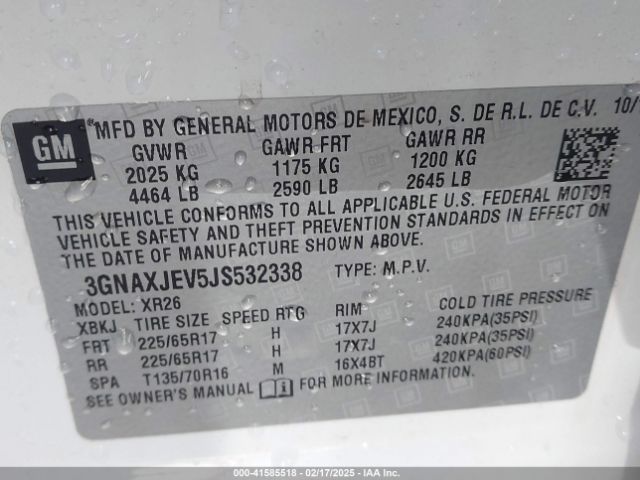 GM
MFD BY GENERAL MOTORS DE MEXICO, S. DE R.L. DE C.V. 10/
GVWR GAWR FRT GAWR RR
2025 KG 1175 KG 1200 KG
4464 LB 2590 LB 2645 LB
THIS VEHICLE CONFORMS TO ALL APPLICABLE U.S. FEDERAL MOTOR
VEHICLE SAFETY AND THEFT PREVENTION STANDARDS IN EFFECT ON
THE DATE OF MANUFACTURE SHOWN ABOVE.
3GNAXJEV5JS532338 TYPE: M.P.V.
MODEL: XR26
XBKJ TIRE SIZE SPEED RTG RIM COLD TIRE PRESSURE
FRT 225/65R17 H 17X7J 240KPA(35PSI)
RR 225/65R17 H 17X7J 240KPA(35PSI)
SPA T135/70R16 M 16X4BT 420KPA(60PSI)
SEE OWNER'S MANUAL FOR MORE INFORMATION.
000-41585518 - 02/17/2025 - IAA Inc.